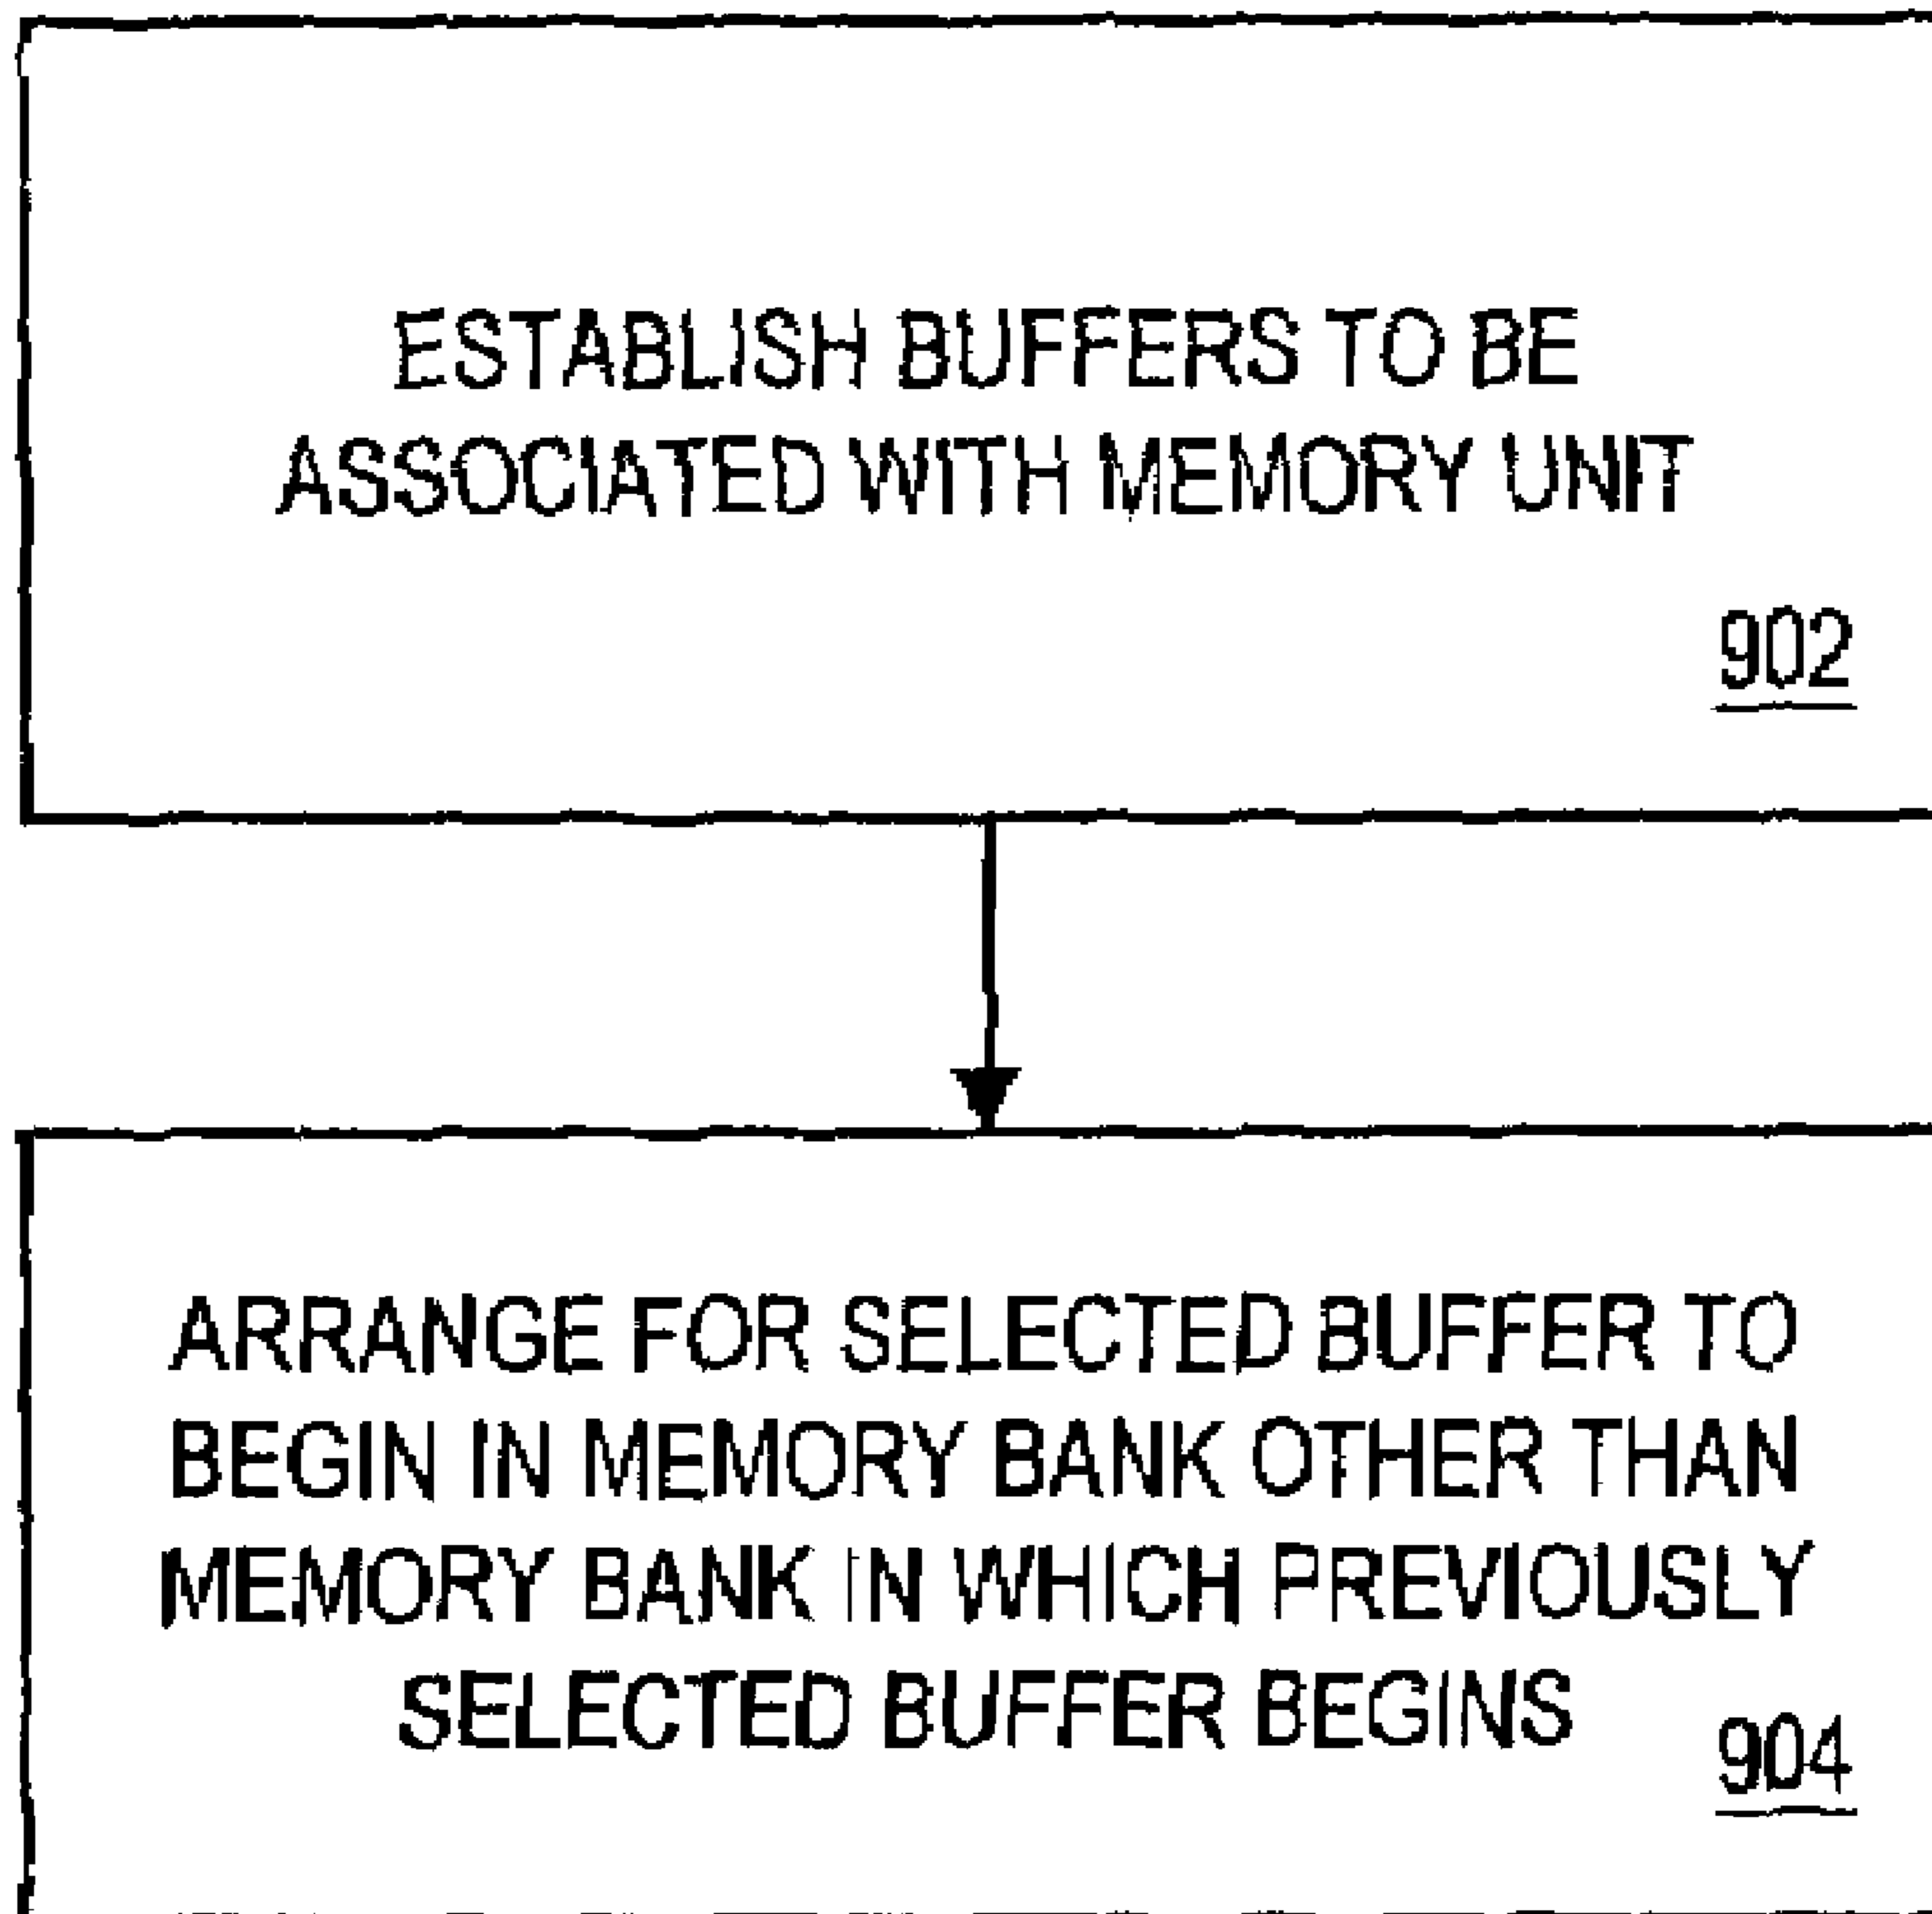 ESTABLISH BUFFERS TO BE
ASSOCIATED WITH MEMORY UNIT
902
ARRANGE FOR SELECTED BUFFER TO
BEGIN IN MEMORY BANK OTHER THAN
MEMORY BANK IN WHICH PREVIOUSLY
SELECTED BUFFER BEGINS
904